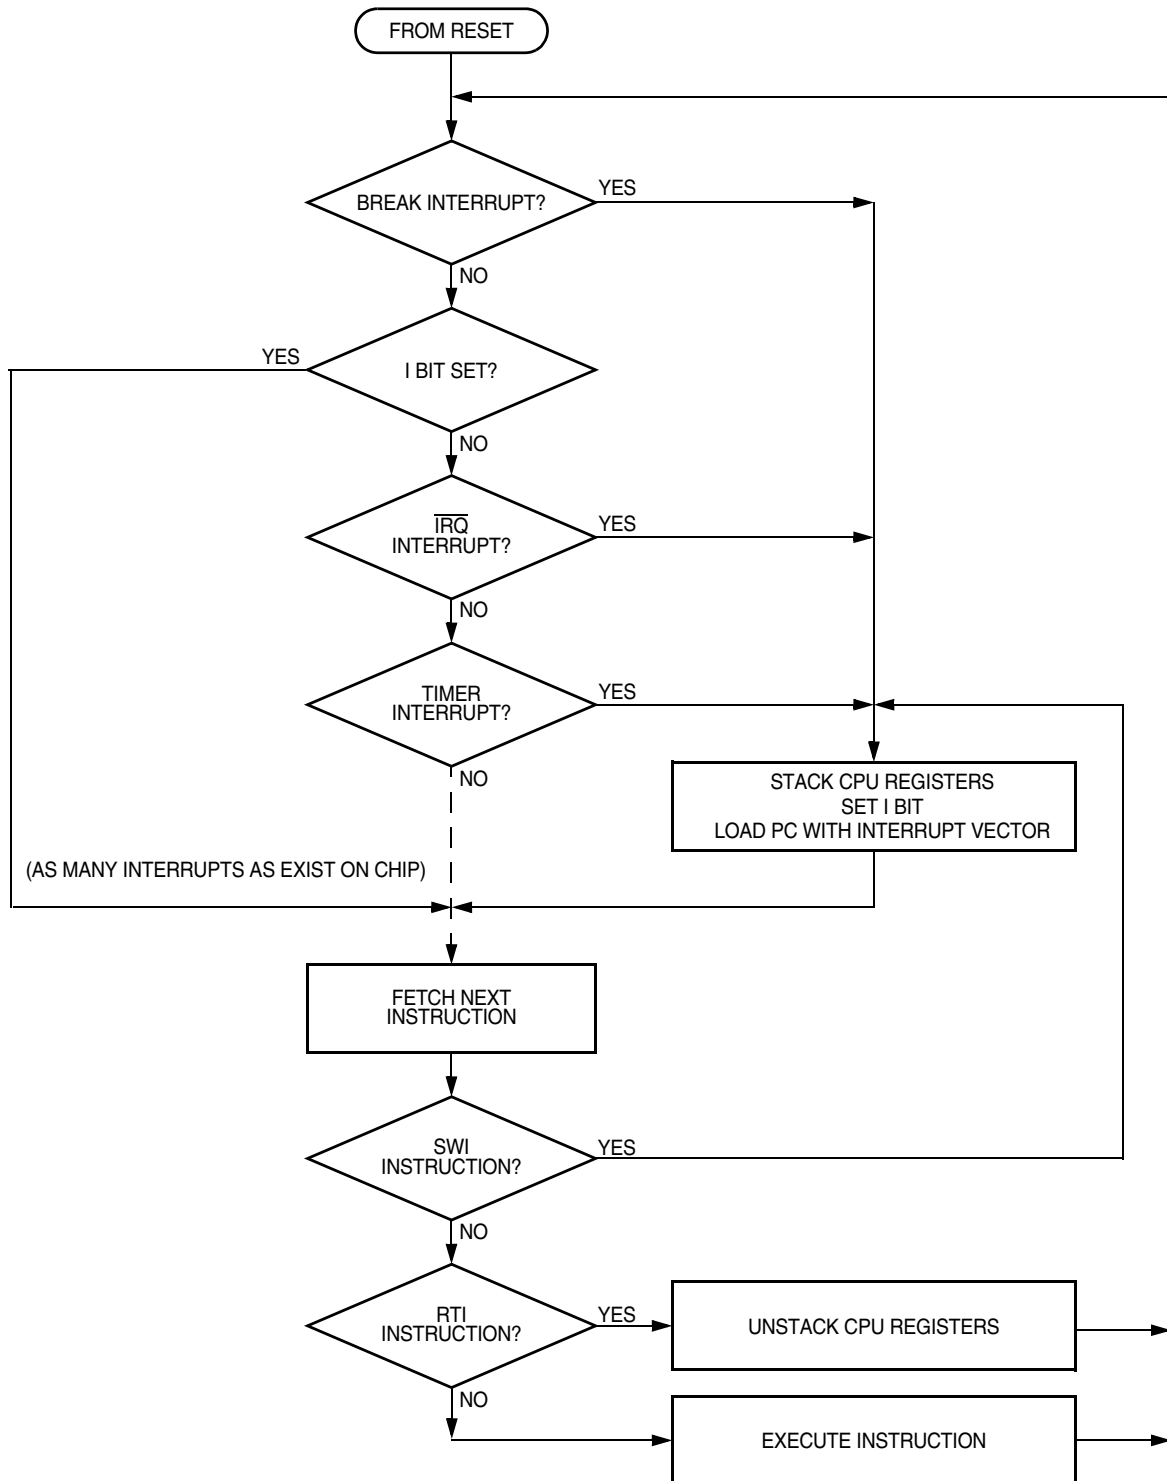 FROM RESET
BREAK INTERRUPT?
YES
NO
YES
I BIT SET?
NO
IRQ
INTERRUPT?
YES
NO
TIMER
INTERRUPT?
YES
NO
STACK CPU REGISTERS
SET I BIT
LOAD PC WITH INTERRUPT VECTOR
(AS MANY INTERRUPTS AS EXIST ON CHIP)
FETCH NEXT
INSTRUCTION
SWI
INSTRUCTION?
YES
NO
RTI
INSTRUCTION?
YES
UNSTACK CPU REGISTERS
NO
EXECUTE INSTRUCTION